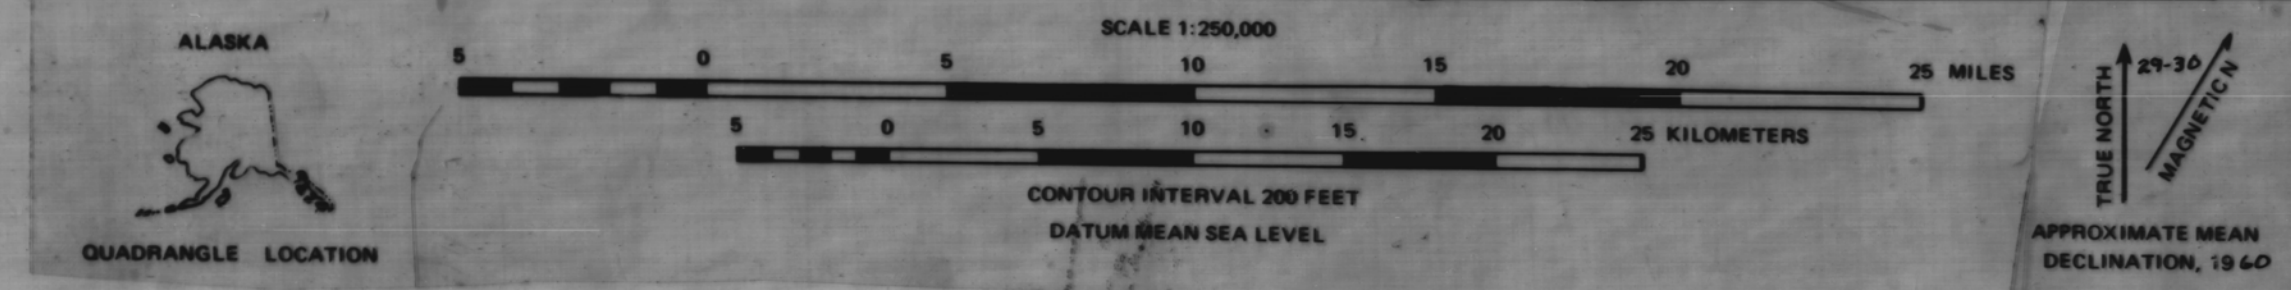 ALASKA
QUADRANGLE LOCATION
SCALE 1:250,000
5 0 5 10 15 20 25 MILES
5 0 5 10 15 20 25 KILOMETERS
CONTOUR INTERVAL 200 FEET
DATUM MEAN SEA LEVEL
TRUE NORTH
29-30
MAGNETIC N
APPROXIMATE MEAN
DECLINATION, 1960